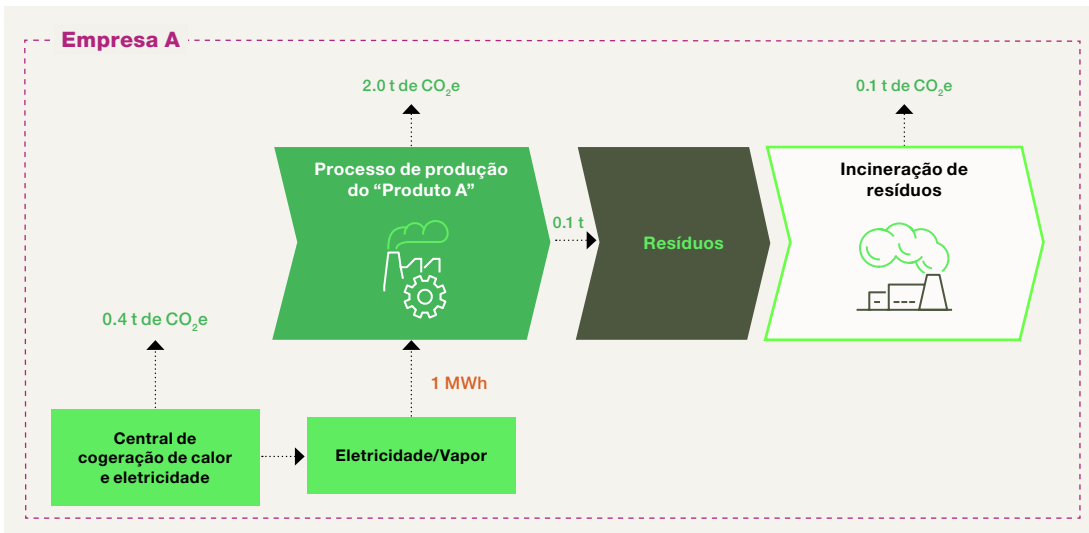 Empresa A
2.0 t de CO₂e
0.1 t de CO₂e
Processo de produção
do “Produto A”
Incineração de
resíduos
0.1 t
Resíduos
0.4 t de CO₂e
1 MWh
Central de
cogeração de calor
e eletricidade
Eletricidade/Vapor